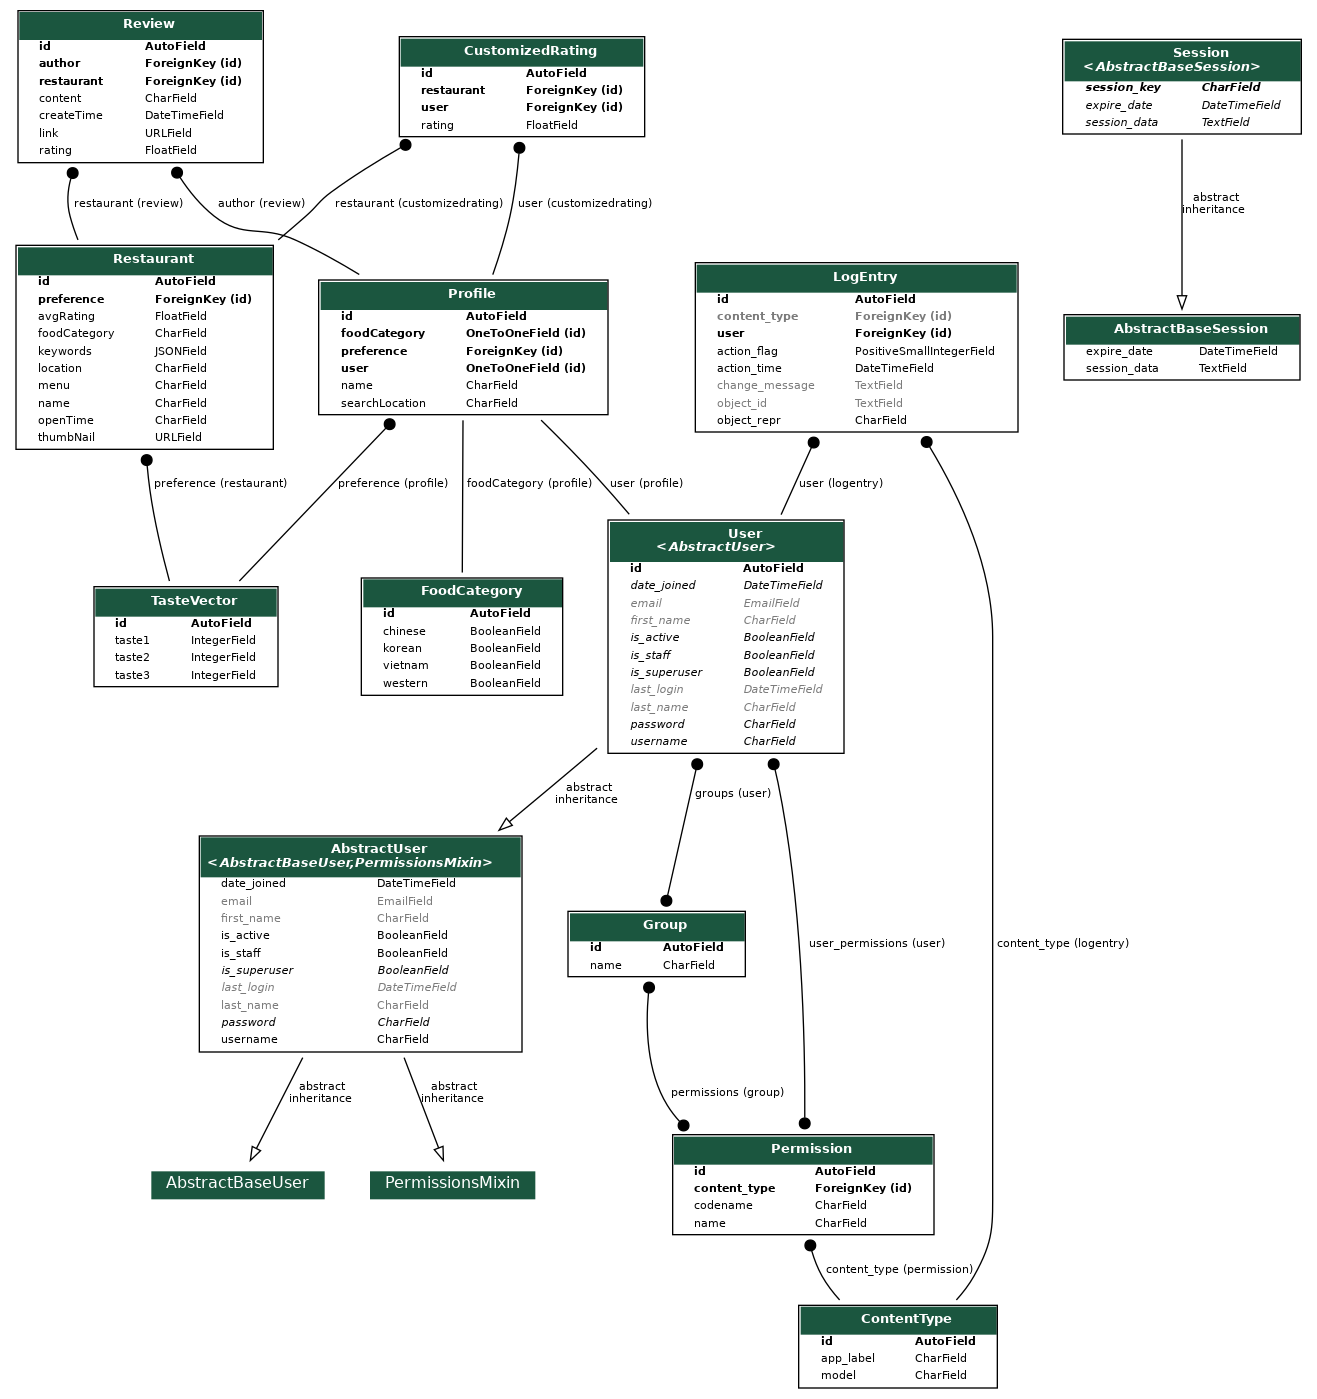 Review
id AutoField
author ForeignKey (id)
restaurant ForeignKey (id)
content CharField
createTime DateTimeField
link URLField
rating FloatField
CustomizedRating
id AutoField
restaurant ForeignKey (id)
user ForeignKey (id)
rating FloatField
Session
<AbstractBaseSession>
session_key CharField
expire_date DateTimeField
session_data TextField
restaurant (review)
author (review)
restaurant (customizedrating)
user (customizedrating)
abstract
inheritance
Restaurant
id AutoField
preference ForeignKey (id)
avgRating FloatField
foodCategory CharField
keywords JSONField
location CharField
menu CharField
name CharField
openTime CharField
thumbNail URLField
Profile
id AutoField
foodCategory OneToOneField (id)
preference ForeignKey (id)
user OneToOneField (id)
name CharField
searchLocation CharField
LogEntry
id AutoField
content_type ForeignKey (id)
user ForeignKey (id)
action_flag PositiveSmallIntegerField
action_time DateTimeField
change_message TextField
object_id TextField
object_repr CharField
AbstractBaseSession
expire_date DateTimeField
session_data TextField
preference (restaurant)
preference (profile)
foodCategory (profile)
user (profile)
user (logentry)
TasteVector
id AutoField
taste1 IntegerField
taste2 IntegerField
taste3 IntegerField
FoodCategory
id AutoField
chinese BooleanField
korean BooleanField
vietnam BooleanField
western BooleanField
User
<AbstractUser>
id AutoField
date_joined DateTimeField
email EmailField
first_name CharField
is_active BooleanField
is_staff BooleanField
is_superuser BooleanField
last_login DateTimeField
last_name CharField
password CharField
username CharField
abstract
inheritance
groups (user)
AbstractUser
<AbstractBaseUser,PermissionsMixin>
date_joined DateTimeField
email EmailField
first_name CharField
is_active BooleanField
is_staff BooleanField
is_superuser BooleanField
last_login DateTimeField
last_name CharField
password CharField
username CharField
Group
id AutoField
name CharField
user_permissions (user)
content_type (logentry)
abstract
inheritance
abstract
inheritance
permissions (group)
AbstractBaseUser
PermissionsMixin
Permission
id AutoField
content_type ForeignKey (id)
codename CharField
name CharField
content_type (permission)
ContentType
id AutoField
app_label CharField
model CharField